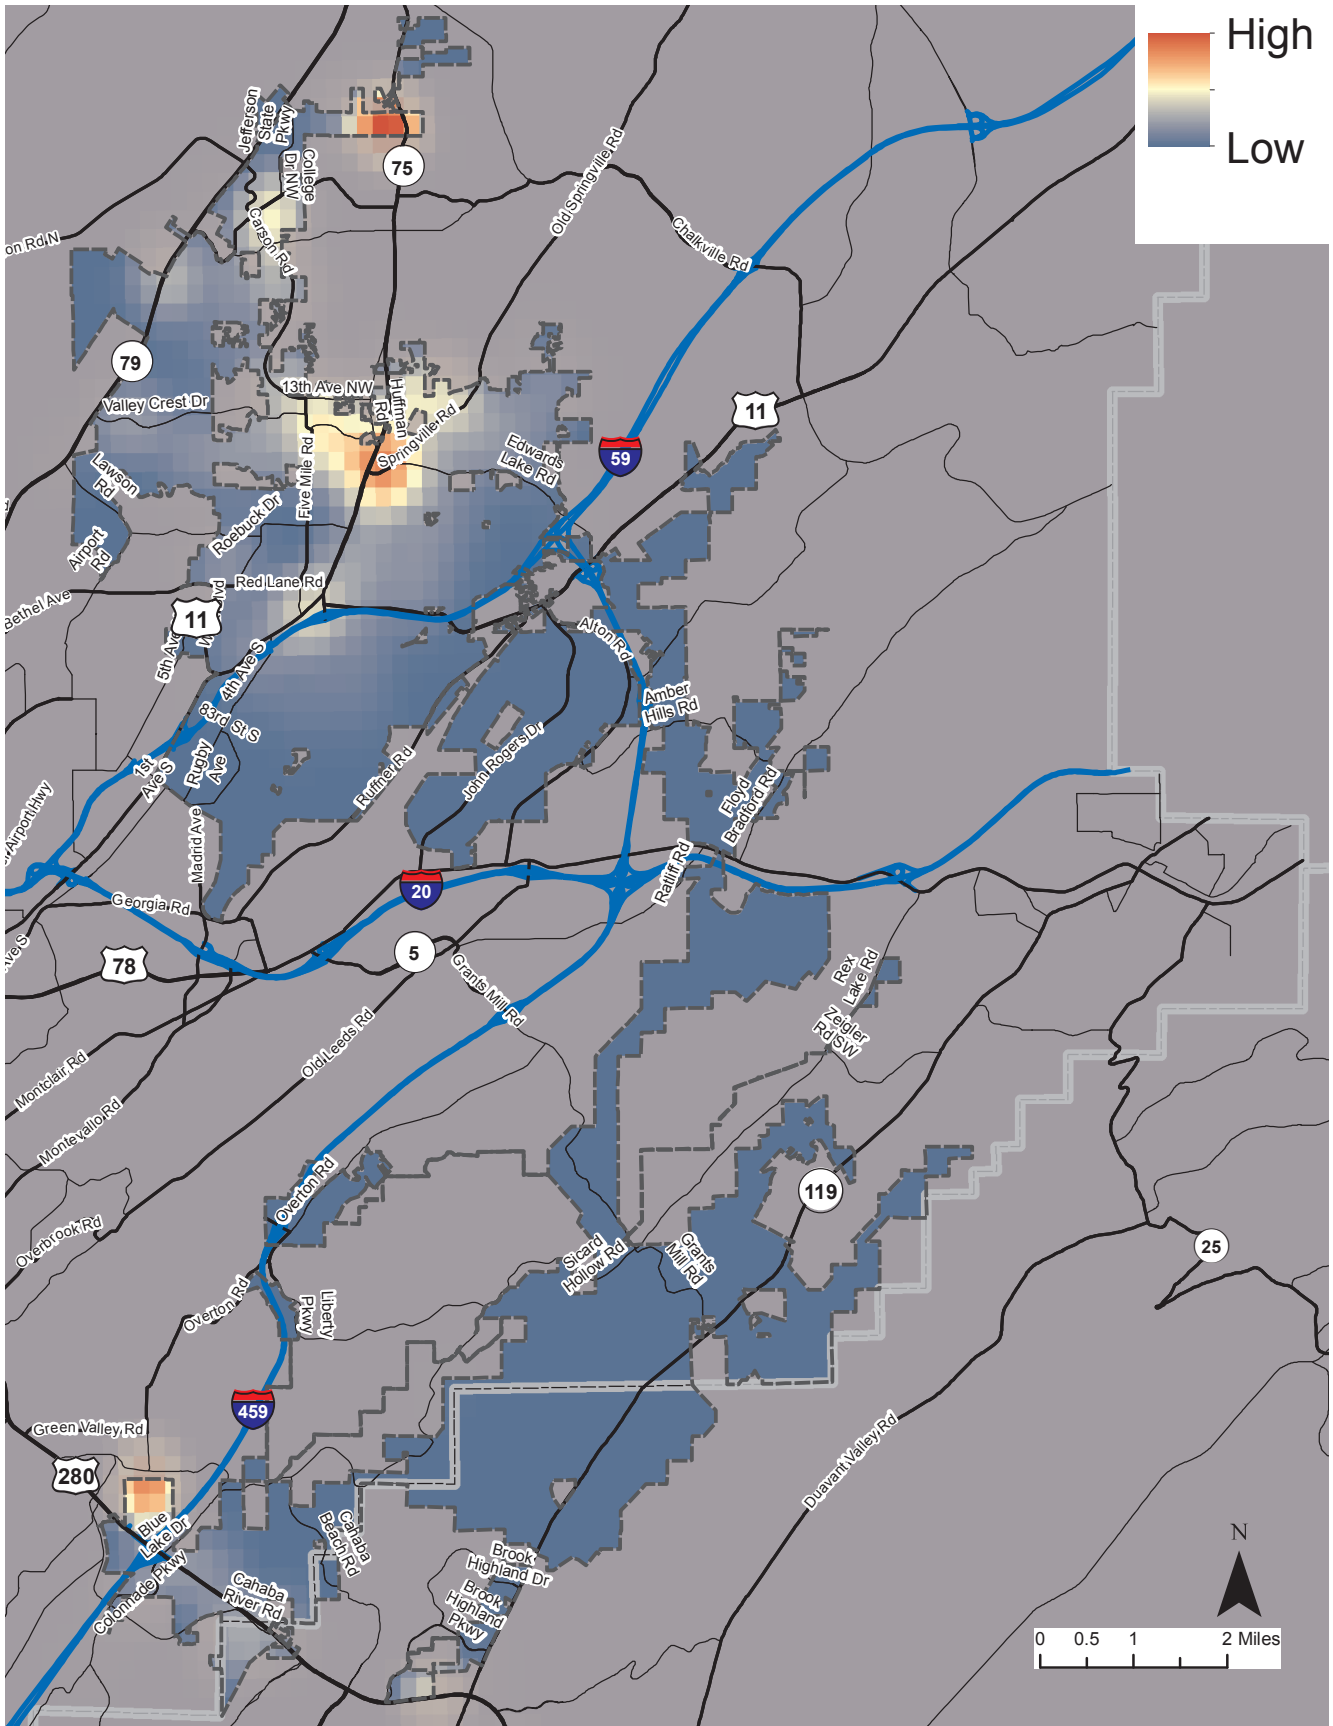 High
Low
Jefferson
State
Pkwy
College
Dr NW
75
Old Springville Rd
Carson Rd
on Rd N
Chalkville Rd
79
13th Ave NW
Huffman
Rd
Valley Crest Dr
11
Springville Rd
Edwards
Lake Rd
59
Five Mile Rd
Lawson
Rd
Roebuck Dr
Airport
Rd
Red Lane Rd
Bethel Ave
11
5th Ave
4th Ave S
Alton Rd
Amber
Hills Rd
83rd St S
1st
Ave S
Rugby
Ave
Ruffner Rd
John Rogers Dr
Floyd
Bradford Rd
Airport Hwy
Madrid Ave
Ratliff Rd
20
Georgia Rd
Ave S
78
5
Grants Mill Rd
Rex
Lake Rd
Zeigler
Rd SW
Old Leeds Rd
Montclair Rd
Montevallo Rd
Overton Rd
119
Overbrook Rd
Sicard
Hollow Rd
Grants
Mill Rd
25
Overton Rd
Liberty
Pkwy
459
Green Valley Rd
280
Duavant Valley Rd
Blue
Lake Dr
Cahaba
Beach Rd
Colonnade Pkwy
Cahaba
River Rd
Brook
Highland Dr
Brook
Highland
Pkwy
N
0 0.5 1 2 Miles